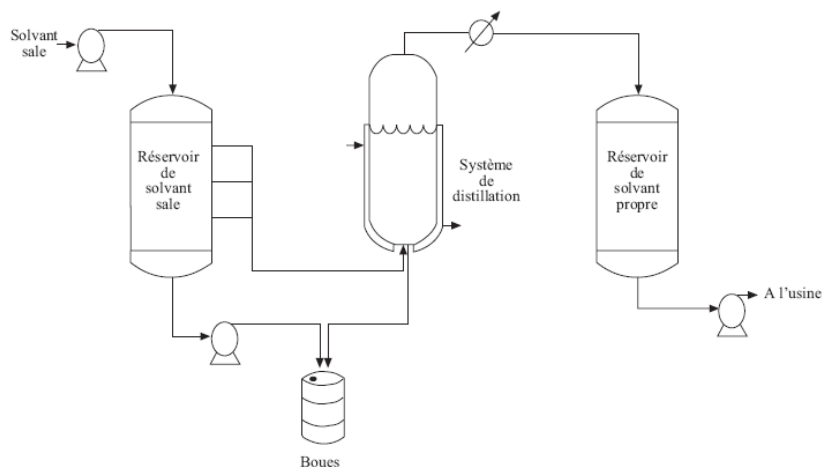 Solvant
sale
Réservoir
de
solvant
sale
Système
de
distillation
Réservoir
de
solvant
propre
A l'usine
Boues